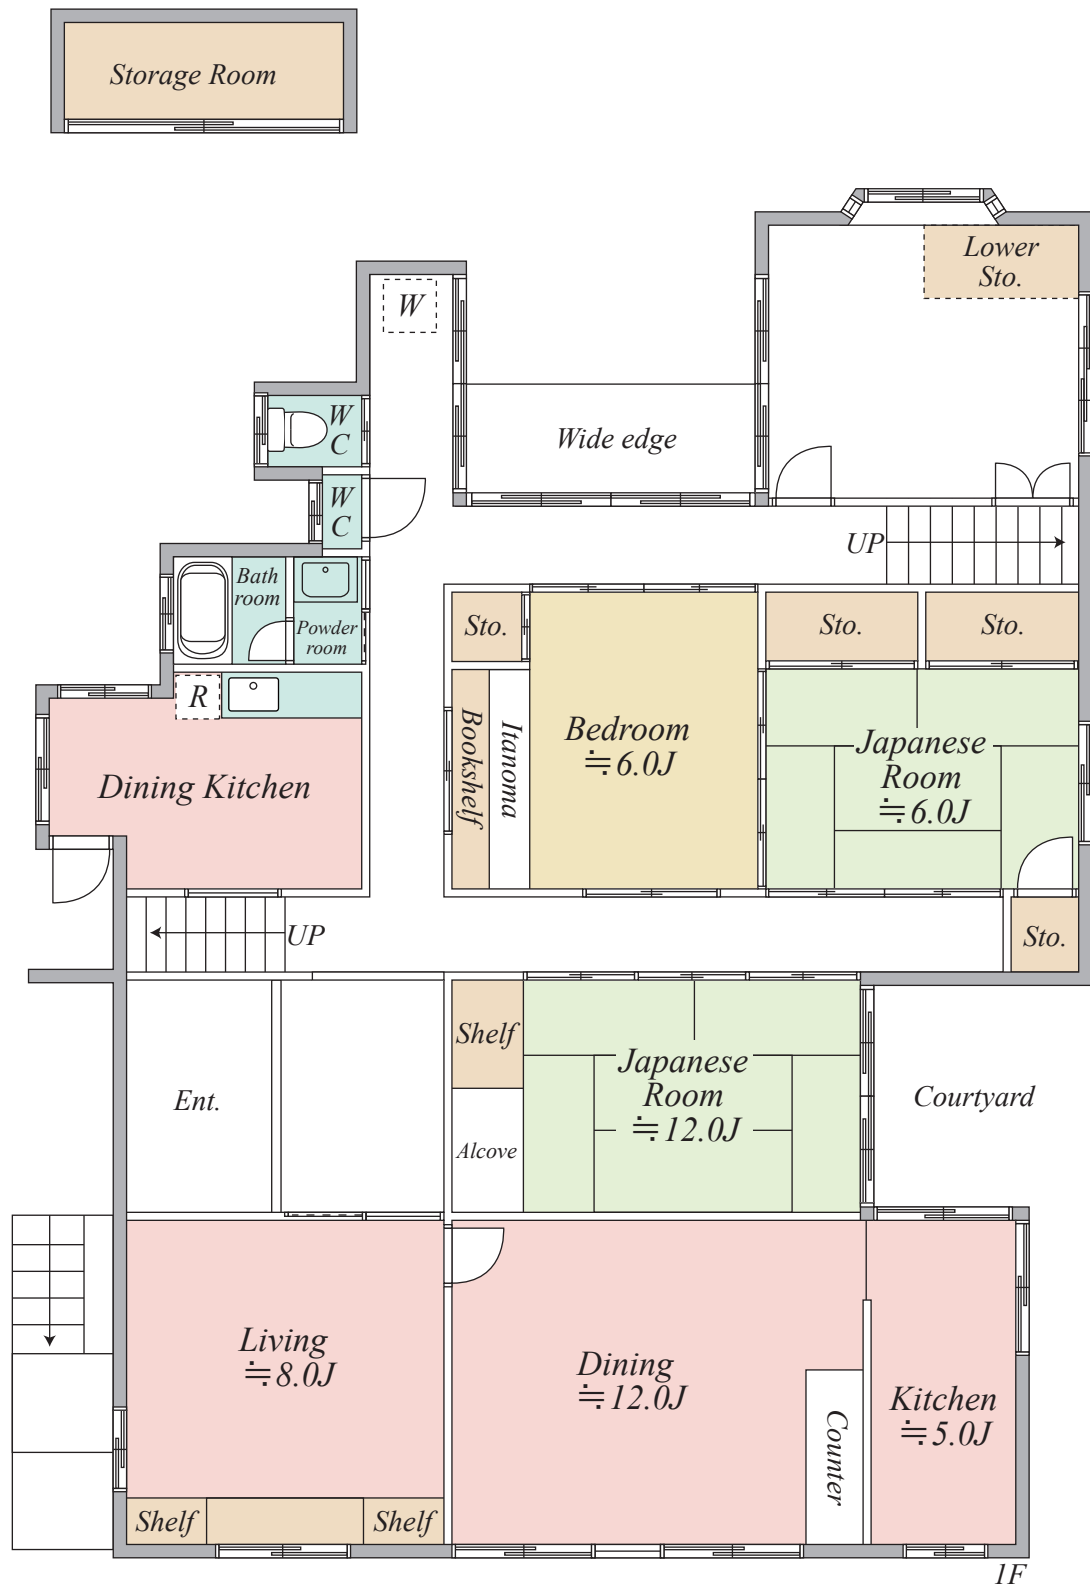 Storage Room
Lower
Sto.
W
W
C
Wide edge
W
C
UP
Bath
room
Powder
room
Sto.
Sto.
Sto.
R
Bookshelf
Itanoma
Bedroom
≒6.0J
Japanese
Room
≒6.0J
Dining Kitchen
UP
Sto.
Shelf
Japanese
Room
≒12.0J
Ent.
Courtyard
Alcove
Living
≒8.0J
Dining
≒12.0J
Kitchen
≒5.0J
Counter
Shelf
Shelf
1F